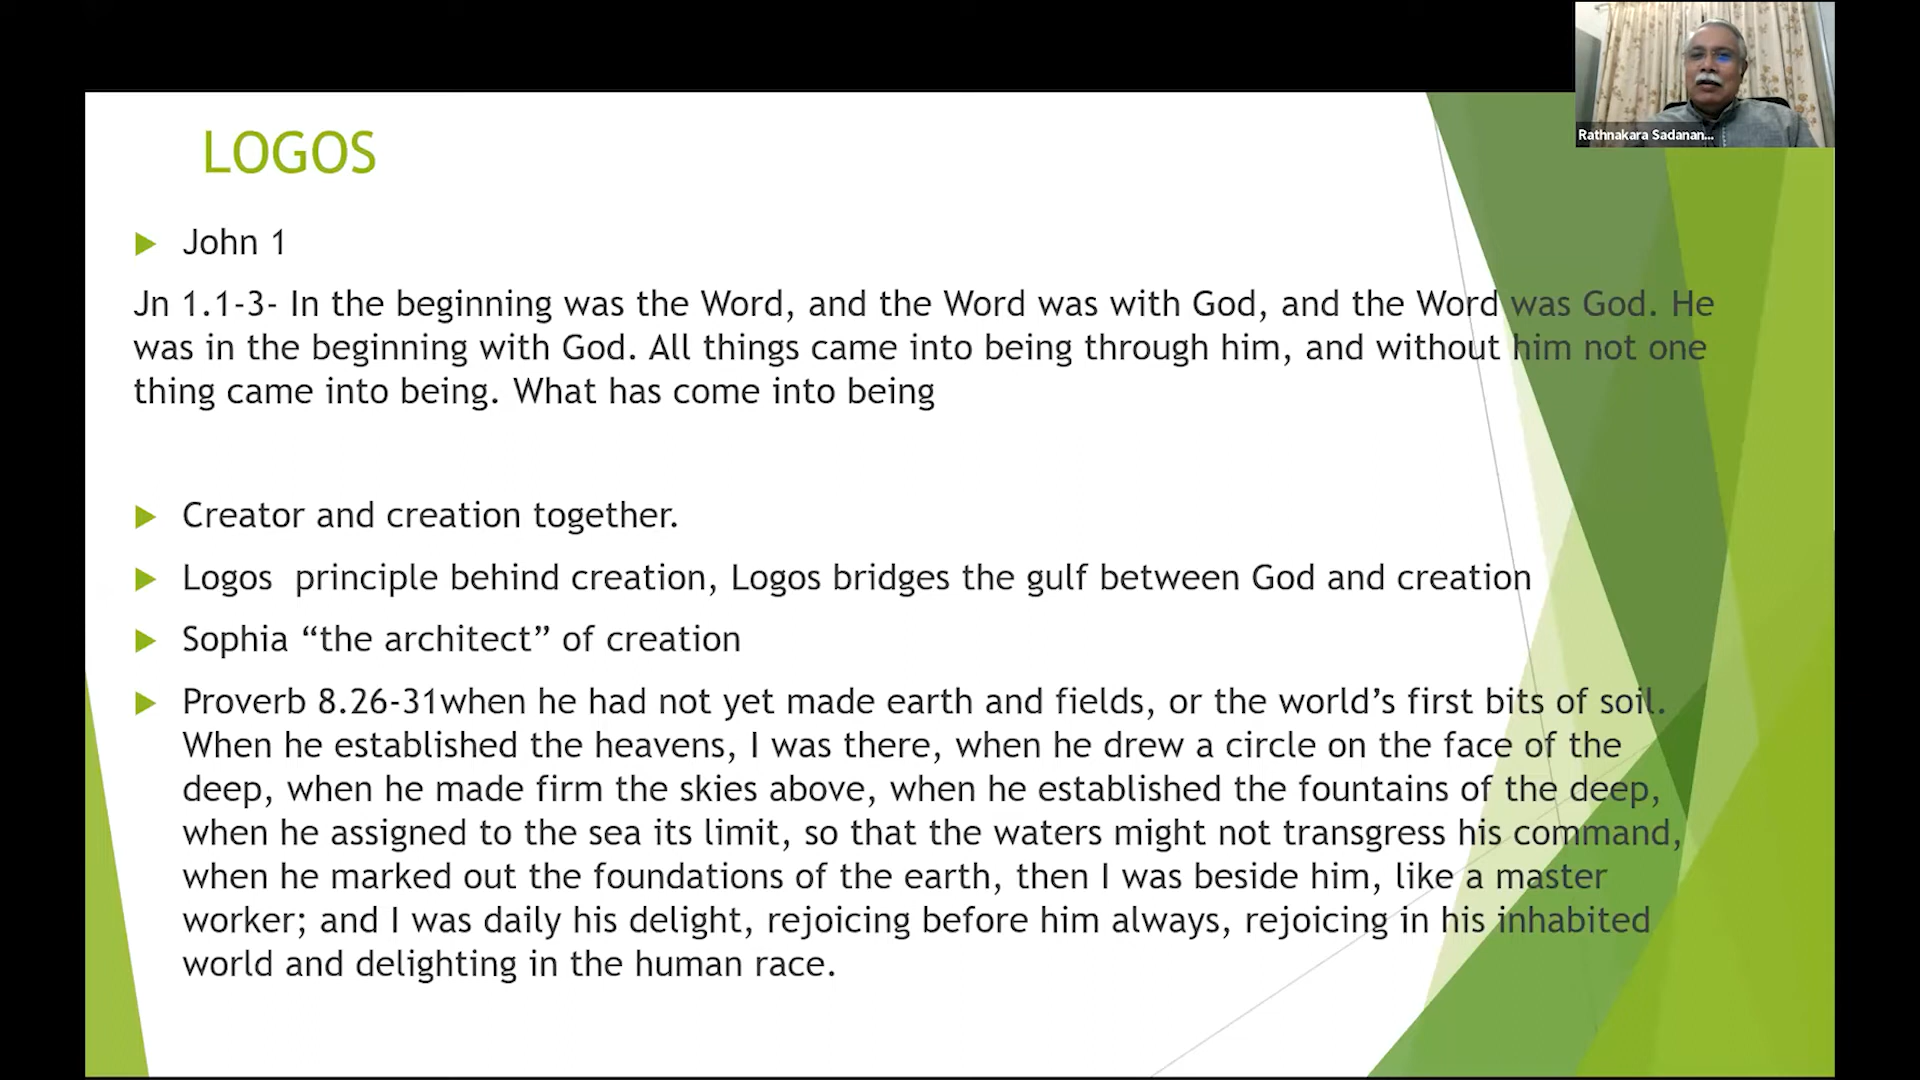 Rathnakara Sadanan...
LOGOS
John 1
Jn 1.1-3- In the beginning was the Word, and the Word was with God, and the Word was God. He
was in the beginning with God. All things came into being through him, and without him not one
thing came into being. What has come into being
Creator and creation together.
Logos  principle behind creation, Logos bridges the gulf between God and creation
Sophia “the architect” of creation
Proverb 8.26-31when he had not yet made earth and fields, or the world’s first bits of soil.
When he established the heavens, I was there, when he drew a circle on the face of the
deep, when he made firm the skies above, when he established the fountains of the deep,
when he assigned to the sea its limit, so that the waters might not transgress his command,
when he marked out the foundations of the earth, then I was beside him, like a master
worker; and I was daily his delight, rejoicing before him always, rejoicing in his inhabited
world and delighting in the human race.